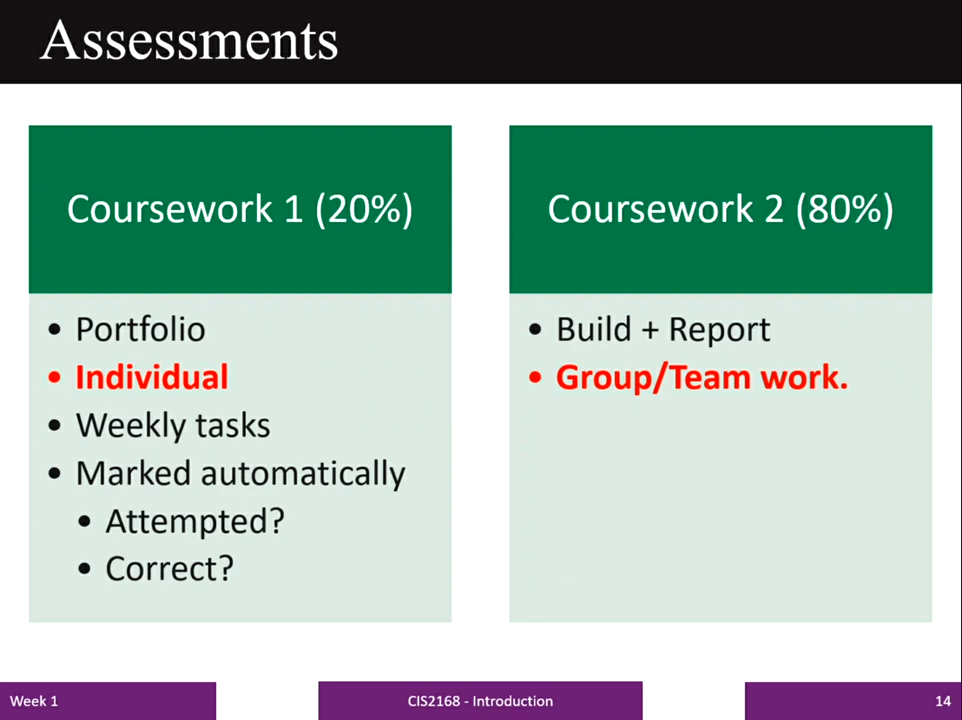 Assessments
Coursework 1 (20%)
• Portfolio
• Individual
• Weekly tasks
• Marked automatically
• Attempted?
• Correct?
Coursework 2 (80%)
• Build + Report
• Group/Team work.
Week 1
CIS2168 - Introduction
14